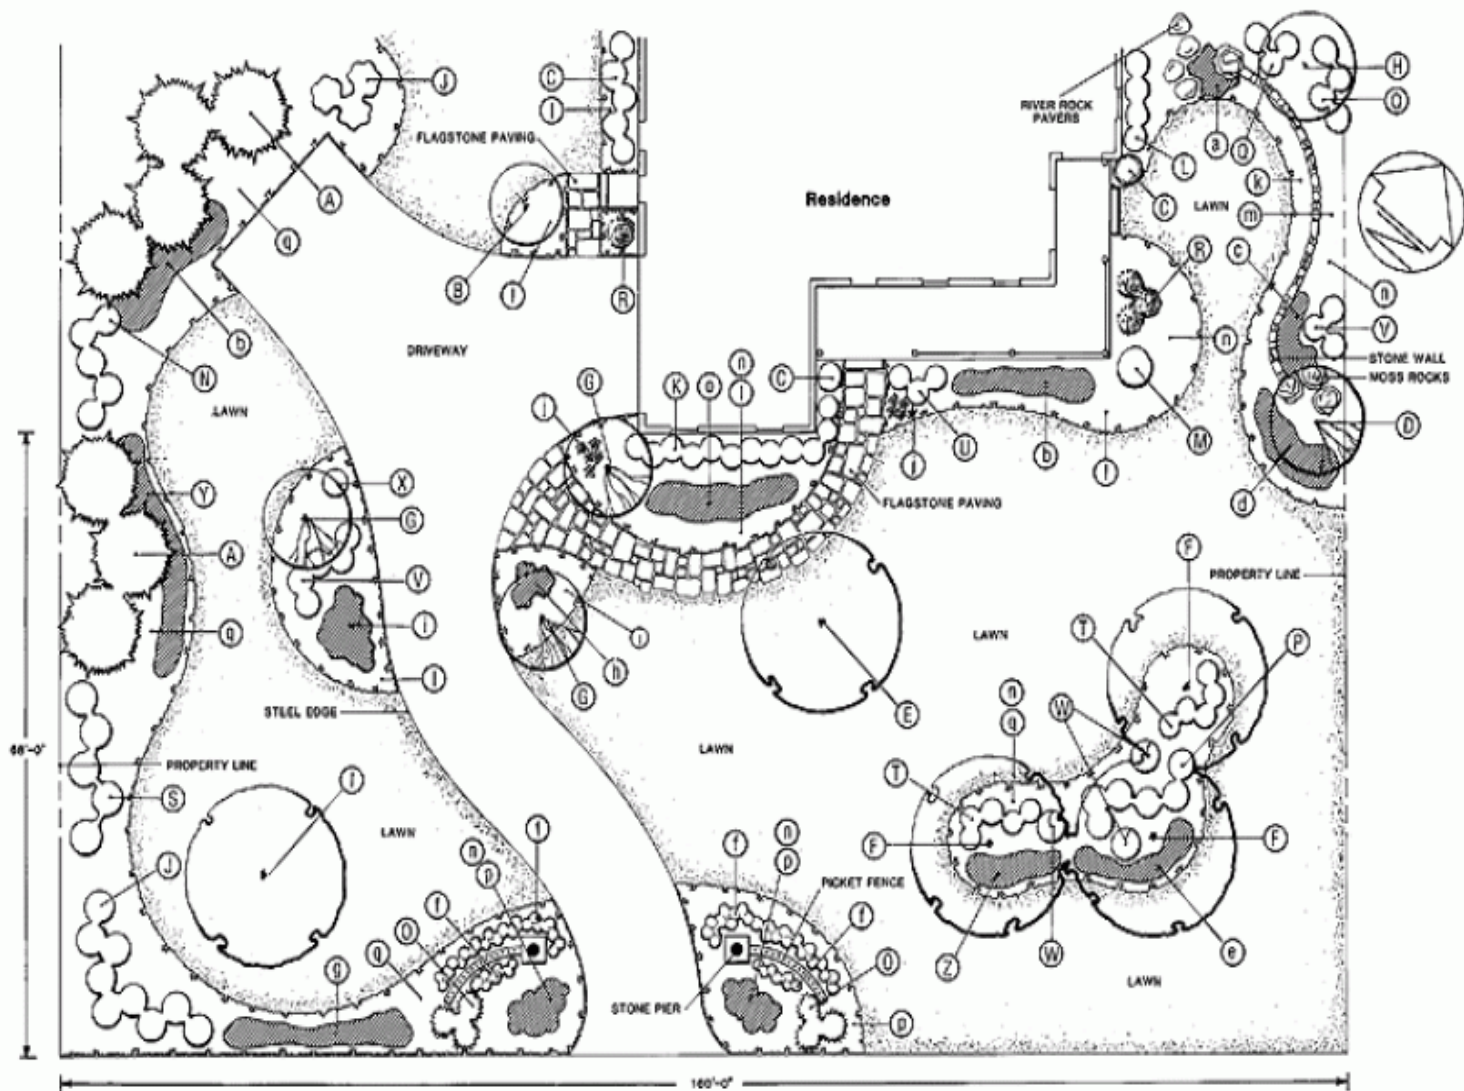 J
C
I
FLAGSTONE PAVING
A
q
B
f
R
b
N
DRIVEWAY
LAWN
Residence
RIVER ROCK
PAVERS
H
O
a
Q
L
C
k
LAWN
m
c
R
n
V
n
STONE WALL
MOSS ROCKS
D
M
d
C
n
l
G
K
o
j
U
b
l
FLAGSTONE PAVING
X
Y
G
A
V
q
i
l
STEEL EDGE
h
G
E
LAWN
PROPERTY LINE
F
T
P
n
q
W
LAWN
T
F
F
Z
W
e
LAWN
68'-0"
PROPERTY LINE
S
LAWN
J
n
p
f
f
O
q
g
f
n
p
PICKET FENCE
f
O
STONE PIER
p
160'-0"